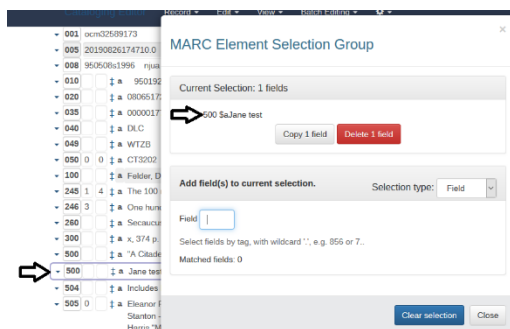 Record Edit View Batch Editing
001 ocm32589173
005 20190826174710.0
008 950508s1996 njua
010 ‡ a 950192
020 ‡ a 08065173
035 ‡ a 0000017
040 ‡ a DLC
049 ‡ a WTZB
050 0 0 ‡ a CT3202
100 ‡ a Felder, D
245 1 4 ‡ a The 100
246 3 ‡ a One hun
260 ‡ a Secaucu
300 ‡ a x, 374 p.
500 ‡ a "A Citade
500 ‡ a Jane test
504 ‡ a Includes
505 0 ‡ a Eleanor
Stanton -
Harre "M
MARC Element Selection Group
×
Current Selection: 1 fields
500 $aJane test
Copy 1 field Delete 1 field
Add field(s) to current selection.
Selection type: Field
Field
Select fields by tag, with wildcard '.', e.g. 856 or 7..
Matched fields: 0
Clear selection Close